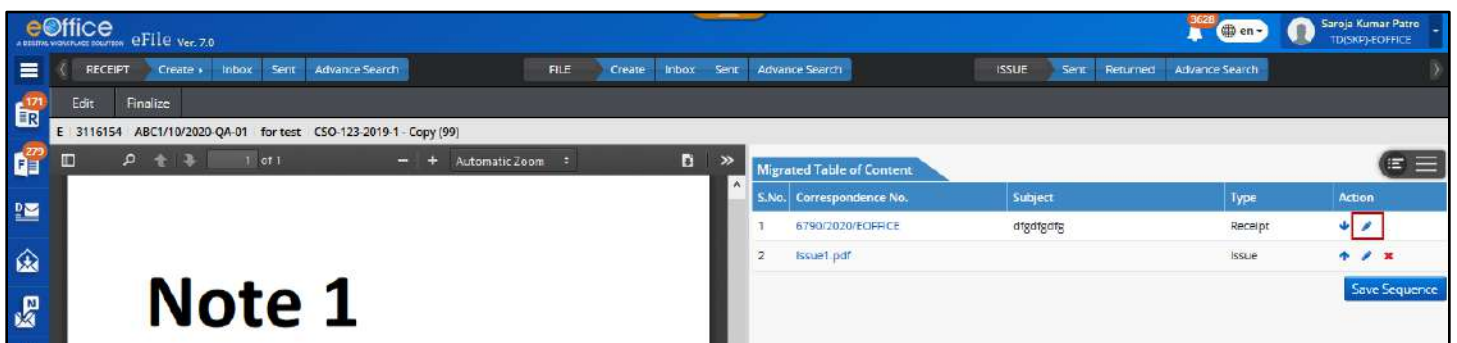 eOffice
A DIGITAL WORKPLACE SOLUTION eFile Ver. 7.0
3628 en Saroja Kumar Patro
TD(SKP)-EOFFICE
RECEIPT Create Inbox Sent Advance Search FILE Create Inbox Sent Advance Search ISSUE Sent Returned Advance Search
171 R Edit Finalize
E 3116154 ABC1/10/2020-QA-01 for test CSO-123-2019-1 - Copy (99)
279 F 1 of 1 Automatic Zoom
Migrated Table of Content
S.No. Correspondence No. Subject Type Action
1 6790/2020/EOFFICE dfgdfgdfg Receipt
2 Issue1.pdf Issue
D
Save Sequence
Note 1
N